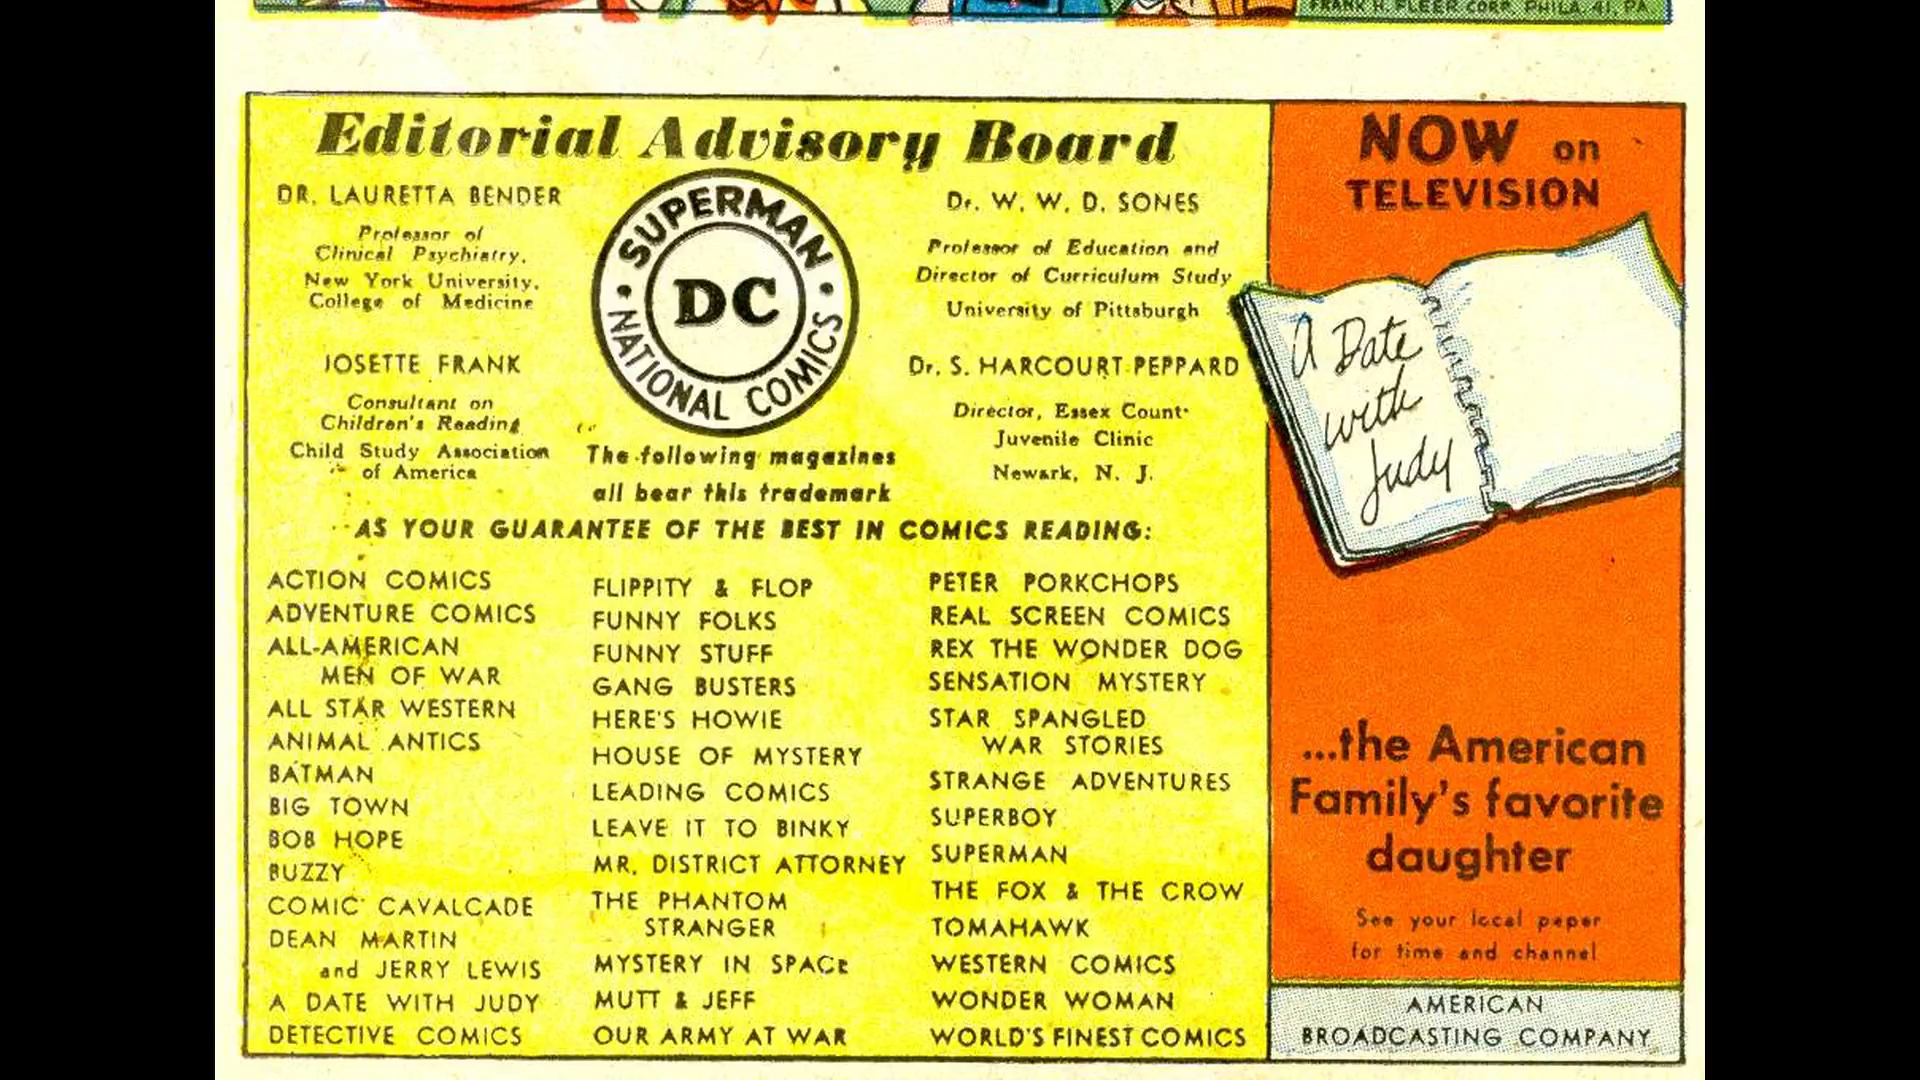 FRANK H. FLEER CORP. PHILA. 41, PA.
Editorial Advisory Board
DR. LAURETTA BENDER
Professor of
Clinical Psychiatry,
New York University,
College of Medicine
JOSETTE FRANK
Consultant on
Children's Reading
Child Study Association
of America
SUPERMAN
DC
NATIONAL COMICS
Dr. W. W. D. SONES
Professor of Education and
Director of Curriculum Study
University of Pittsburgh
Dr. S. HARCOURT PEPPARD
Director, Essex Count
Juvenile Clinic
Newark, N. J.
The following magazines
all bear this trademark
AS YOUR GUARANTEE OF THE BEST IN COMICS READING:
ACTION COMICS
ADVENTURE COMICS
ALL-AMERICAN
MEN OF WAR
ALL STAR WESTERN
ANIMAL ANTICS
BATMAN
BIG TOWN
BOB HOPE
BUZZY
COMIC CAVALCADE
DEAN MARTIN
and JERRY LEWIS
A DATE WITH JUDY
DETECTIVE COMICS
FLIPPITY & FLOP
FUNNY FOLKS
FUNNY STUFF
GANG BUSTERS
HERE'S HOWIE
HOUSE OF MYSTERY
LEADING COMICS
LEAVE IT TO BINKY
MR. DISTRICT ATTORNEY
THE PHANTOM
STRANGER
MYSTERY IN SPACE
MUTT & JEFF
OUR ARMY AT WAR
PETER PORKCHOPS
REAL SCREEN COMICS
REX THE WONDER DOG
SENSATION MYSTERY
STAR SPANGLED
WAR STORIES
STRANGE ADVENTURES
SUPERBOY
SUPERMAN
THE FOX & THE CROW
TOMAHAWK
WESTERN COMICS
WONDER WOMAN
WORLD'S FINEST COMICS
NOW on
TELEVISION
A Date
with
Judy
...the American
Family's favorite
daughter
See your local paper
for time and channel
AMERICAN
BROADCASTING COMPANY